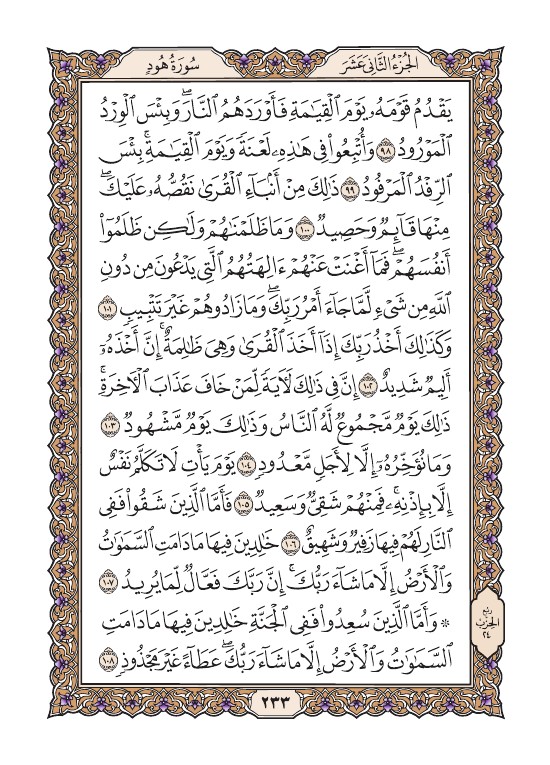 سُورَةُ هُودٍ
الجُزْءُ الثَّانِي عَشَرَ
يَقْدُمُ قَوْمَهُۥ يَوْمَ ٱلْقِيَـٰمَةِ فَأَوْرَدَهُمُ ٱلنَّارَۖ وَبِئْسَ ٱلْوِرْدُ
ٱلْمَوْرُودُ ٩٨ وَأُتْبِعُوا۟ فِى هَـٰذِهِۦ لَعْنَةً وَيَوْمَ ٱلْقِيَـٰمَةِۚ بِئْسَ
ٱلرِّفْدُ ٱلْمَرْفُودُ ٩٩ ذَٰلِكَ مِنْ أَنۢبَآءِ ٱلْقُرَىٰ نَقُصُّهُۥ عَلَيْكَۖ
مِنْهَا قَآئِمٌ وَحَصِيدٌ ١٠٠ وَمَا ظَلَمْنَـٰهُمْ وَلَـٰكِن ظَلَمُوٓا۟
أَنفُسَهُمْۖ فَمَآ أَغْنَتْ عَنْهُمْ ءَالِهَتُهُمُ ٱلَّتِى يَدْعُونَ مِن دُونِ
ٱللَّهِ مِن شَىْءٍ لَّمَّا جَآءَ أَمْرُ رَبِّكَۖ وَمَا زَادُوهُمْ غَيْرَ تَتْبِيبٍ ١٠١
وَكَذَٰلِكَ أَخْذُ رَبِّكَ إِذَآ أَخَذَ ٱلْقُرَىٰ وَهِىَ ظَـٰلِمَةٌۚ إِنَّ أَخْذَهُۥٓ
أَلِيمٌ شَدِيدٌ ١٠٢ إِنَّ فِى ذَٰلِكَ لَـَٔايَةً لِّمَنْ خَافَ عَذَابَ ٱلْـَٔاخِرَةِۚ
ذَٰلِكَ يَوْمٌ مَّجْمُوعٌ لَّهُ ٱلنَّاسُ وَذَٰلِكَ يَوْمٌ مَّشْهُودٌ ١٠٣
وَمَا نُؤَخِّرُهُۥٓ إِلَّا لِأَجَلٍ مَّعْدُودٍ ١٠٤ يَوْمَ يَأْتِ لَا تَكَلَّمُ نَفْسٌ
إِلَّا بِإِذْنِهِۦۚ فَمِنْهُمْ شَقِىٌّ وَسَعِيدٌ ١٠٥ فَأَمَّا ٱلَّذِينَ شَقُوا۟ فَفِى
ٱلنَّارِ لَهُمْ فِيهَا زَفِيرٌ وَشَهِيقٌ ١٠٦ خَـٰلِدِينَ فِيهَا مَا دَامَتِ ٱلسَّمَـٰوَٰتُ
وَٱلْأَرْضُ إِلَّا مَا شَآءَ رَبُّكَۚ إِنَّ رَبَّكَ فَعَّالٌ لِّمَا يُرِيدُ ١٠٧
۞ وَأَمَّا ٱلَّذِينَ سُعِدُوا۟ فَفِى ٱلْجَنَّةِ خَـٰلِدِينَ فِيهَا مَا دَامَتِ
ٱلسَّمَـٰوَٰتُ وَٱلْأَرْضُ إِلَّا مَا شَآءَ رَبُّكَۖ عَطَآءً غَيْرَ مَجْذُوذٍ ١٠٨
رُبْع
الحِزْب
٢٤
٢٣٣